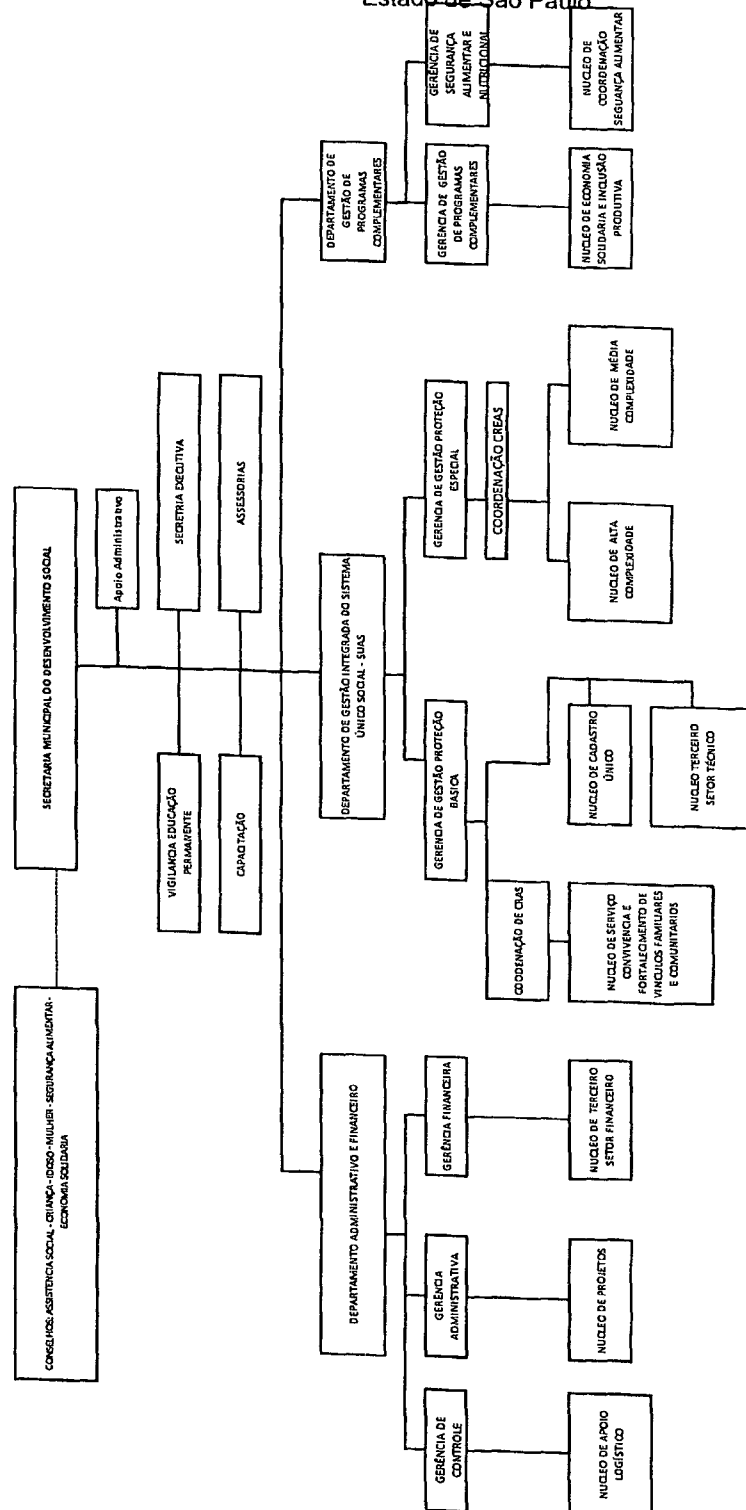 Estado de São Paulo
CONSELHOS: ASSISTENCIA SOCIAL - CRIANÇA - IDOSO - MULHER - SEGURANÇA ALIMENTAR -
ECONOMIA SOLIDARIA
SECRETARIA MUNICIPAL DO DESENVOLVIMENTO SOCIAL
Apoio Administrativo
VIGILANCIA EDUCAÇÃO
PERMANENTE
SECRETRIA EXECUTIVA
CAPACITAÇÃO
ASSESSORIAS
DEPARTAMENTO ADMINISTRATIVO E FINANCEIRO
DEPARTAMENTO DE GESTÃO INTEGRADA DO SISTEMA
ÚNICO SOCIAL - SUAS
DEPARTAMENTO DE
GESTÃO DE
PROGRAMAS
COMPLEMENTARES
GERÊNCIA DE
CONTROLE
GERÊNCIA
ADMINISTRATIVA
GERÊNCIA FINANCEIRA
GERENCIA DE GESTÃO PROTEÇÃO
BASICA
GERENCIA DE GESTÃO PROTEÇÃO
ESPECIAL
GERENCIA DE GESTÃO
DE PROGRAMAS
COMPLEMENTARES
GERÊNCIA DE
SEGURANÇA
ALIMENTAR E
NUTRICIONAL
COODENAÇÃO DE CRAS
COORDENAÇÃO CREAS
NUCLEO DE APOIO
LOGÍSTICO
NUCLEO DE PROJETOS
NUCLEO DE TERCEIRO
SETOR FINANCEIRO
NUCLEO DE SERVIÇO
CONVIVENCIA E
FORTALECIMENTO DE
VINCULOS FAMILIARES
E COMUNITARIOS
NUCLEO DE CADASTRO
ÚNICO
NUCLEO TERCEIRO
SETOR TÉCNICO
NUCLEO DE ALTA
COMPLEXIDADE
NUCLEO DE MÉDIA
COMPLEXIDADE
NUCLEO DE ECONOMIA
SOLIDARIA E INCLUSÃO
PRODUTIVA
NUCLEO DE
COORDENAÇÃO
SEGUANÇA ALIMENTAR